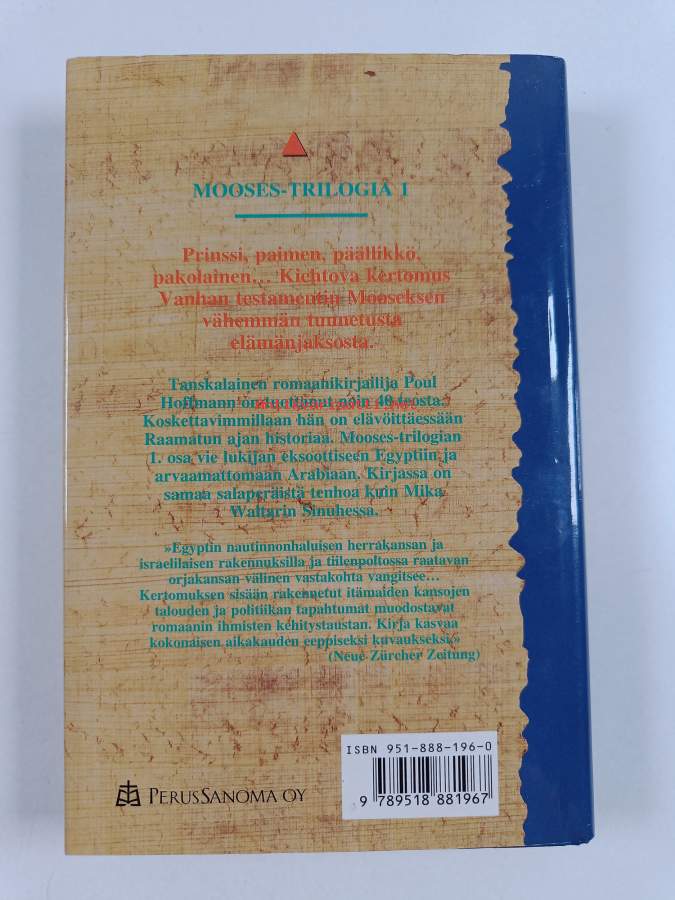 MOOSES-TRILOGIA 1
Prinssi, paimen, päällikkö,
pakolainen... Kiehtova kertomus
Vanhan testamentin Mooseksen
vähemmän tunnetusta
elämänjaksosta.
Tanskalainen romaanikirjailija Poul
Hoffmann on tuottanut noin 40 teosta.
Koskettavimmillaan hän on elävöittäessään
Raamatun ajan historiaa. Mooses-trilogian
1. osa vie lukijan eksoottiseen Egyptiin ja
arvaamattomaan Arabiaan. Kirjassa on
samaa salaperäistä tenhoa kuin Mika
Waltarin Sinuhessa.
»Egyptin nautinnonhaluisen herrakansan ja
israelilaisen rakennuksilla ja tiilenpoltossa raatavan
orjakansan välinen vastakohta vangitsee...
Kertomuksen sisään rakennetut itämaiden kansojen
talouden ja politiikan tapahtumat muodostavat
romaanin ihmisten kehitystaustan. Kirja kasvaa
kokonaisen aikakauden eeppiseksi kuvaukseksi.»
(Neue Zürcher Zeitung)
ISBN 951-888-196-0
9 789518 881967
PERUSSANOMA OY